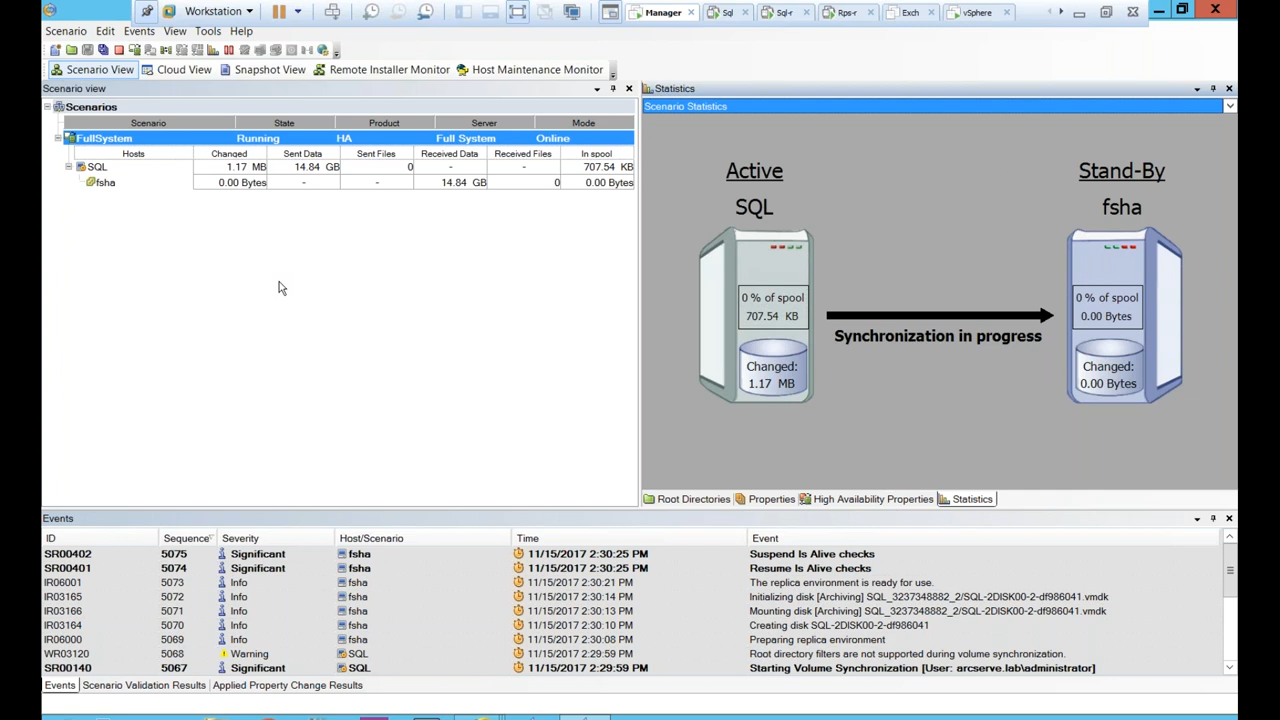 Workstation Manager Sql Sql-r Rps-r Exch vSphere
Scenario Edit Events View Tools Help
Scenario View Cloud View Snapshot View Remote Installer Monitor Host Maintenance Monitor
Scenario view
Scenarios
Scenario State Product Server Mode
FullSystem Running HA Full System Online
Hosts Changed Sent Data Sent Files Received Data Received Files In spool
SQL 1.17 MB 14.84 GB 0 - - 707.54 KB
fsha 0.00 Bytes - - 14.84 GB 0 0.00 Bytes
Statistics
Scenario Statistics
Active Stand-By
SQL fsha
0 % of spool 0 % of spool
707.54 KB 0.00 Bytes
Synchronization in progress
Changed: Changed:
1.17 MB 0.00 Bytes
Root Directories Properties High Availability Properties Statistics
Events
ID Sequence Severity Host/Scenario Time Event
SR00402 5075 Significant fsha 11/15/2017 2:30:25 PM Suspend Is Alive checks
SR00401 5074 Significant fsha 11/15/2017 2:30:25 PM Resume Is Alive checks
IR06001 5073 Info fsha 11/15/2017 2:30:21 PM The replica environment is ready for use.
IR03165 5072 Info fsha 11/15/2017 2:30:14 PM Initializing disk [Archiving] SQL_3237348882_2/SQL-2DISK00-2-df986041.vmdk
IR03166 5071 Info fsha 11/15/2017 2:30:13 PM Mounting disk [Archiving] SQL_3237348882_2/SQL-2DISK00-2-df986041.vmdk
IR03164 5070 Info fsha 11/15/2017 2:30:10 PM Creating disk SQL-2DISK00-2-df986041
IR06000 5069 Info fsha 11/15/2017 2:30:08 PM Preparing replica environment
WR03120 5068 Warning SQL 11/15/2017 2:29:59 PM Root directory filters are not supported during volume synchronization.
SR00140 5067 Significant SQL 11/15/2017 2:29:59 PM Starting Volume Synchronization [User: arcserve.lab\administrator]
Events Scenario Validation Results Applied Property Change Results